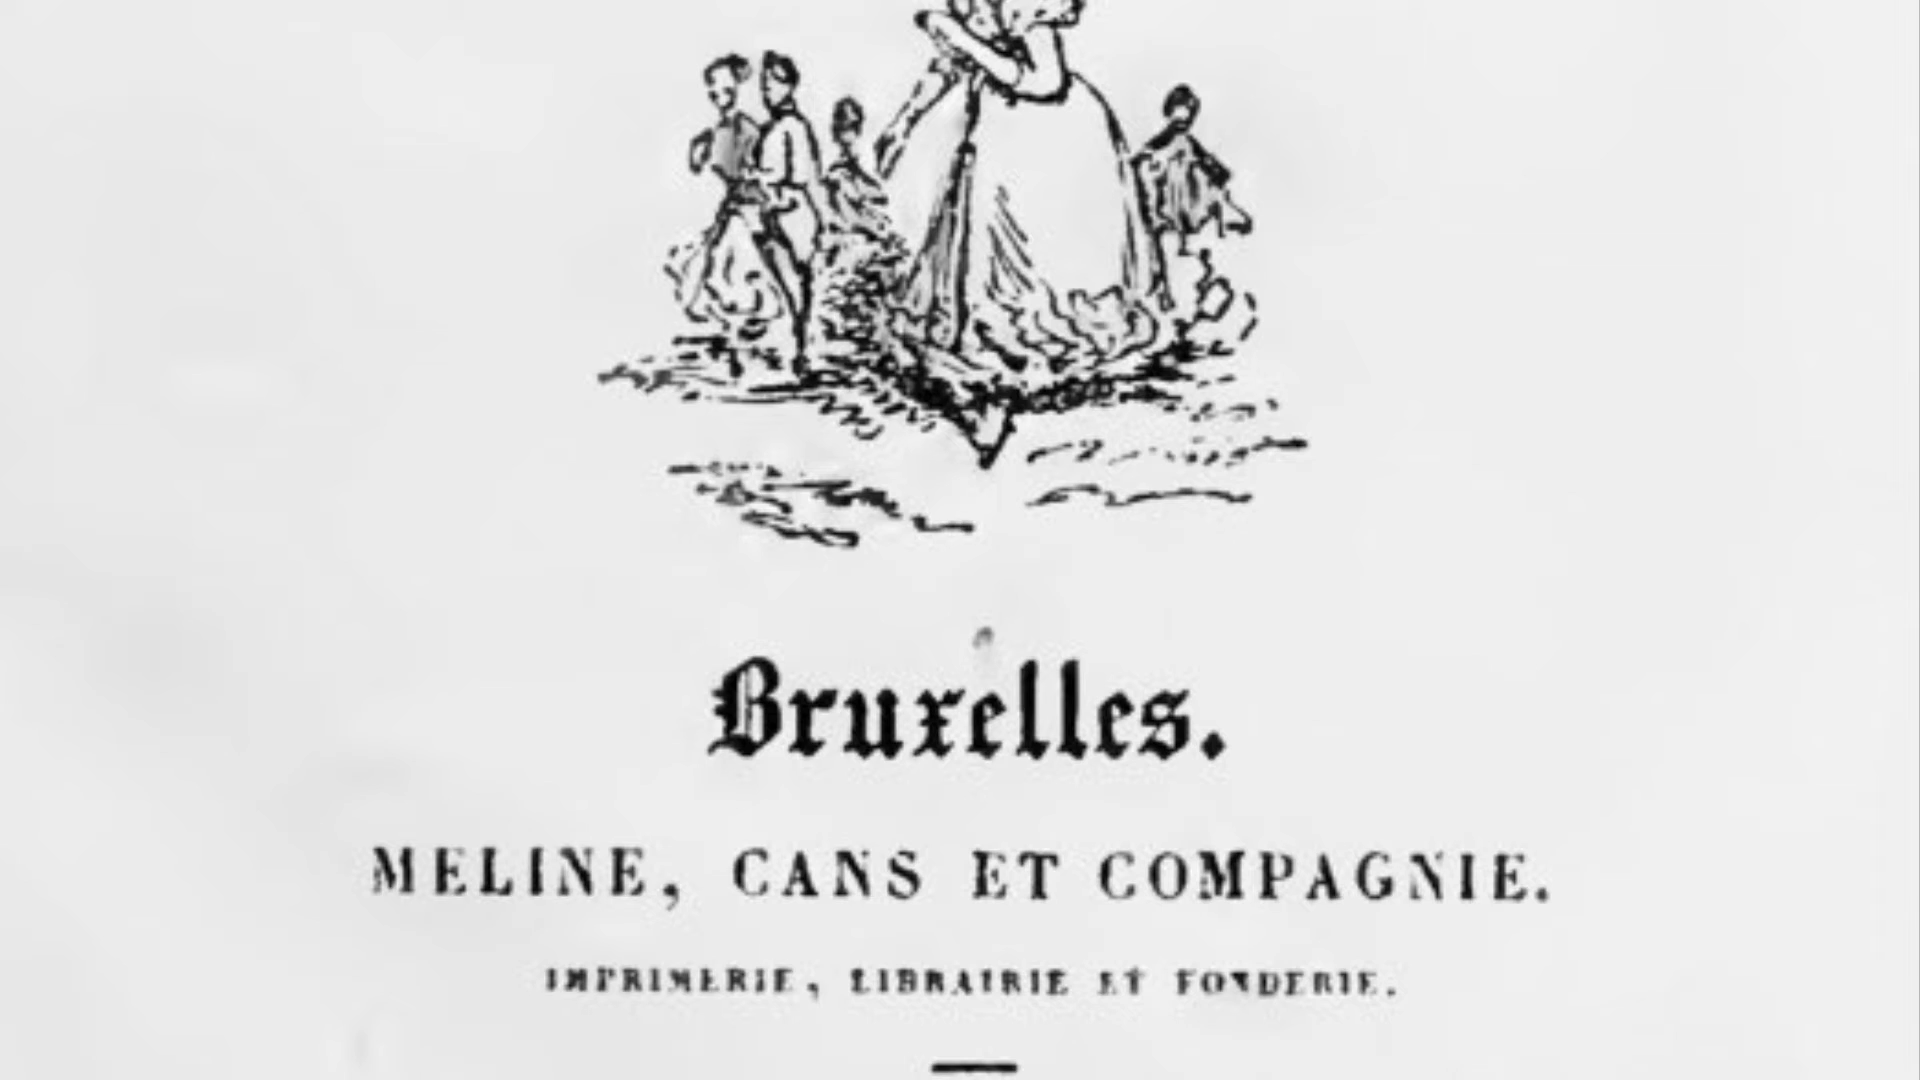 Bruxelles.
MELINE, CANS ET COMPAGNIE.
IMPRIMERIE, LIBRAIRIE ET FONDERIE.